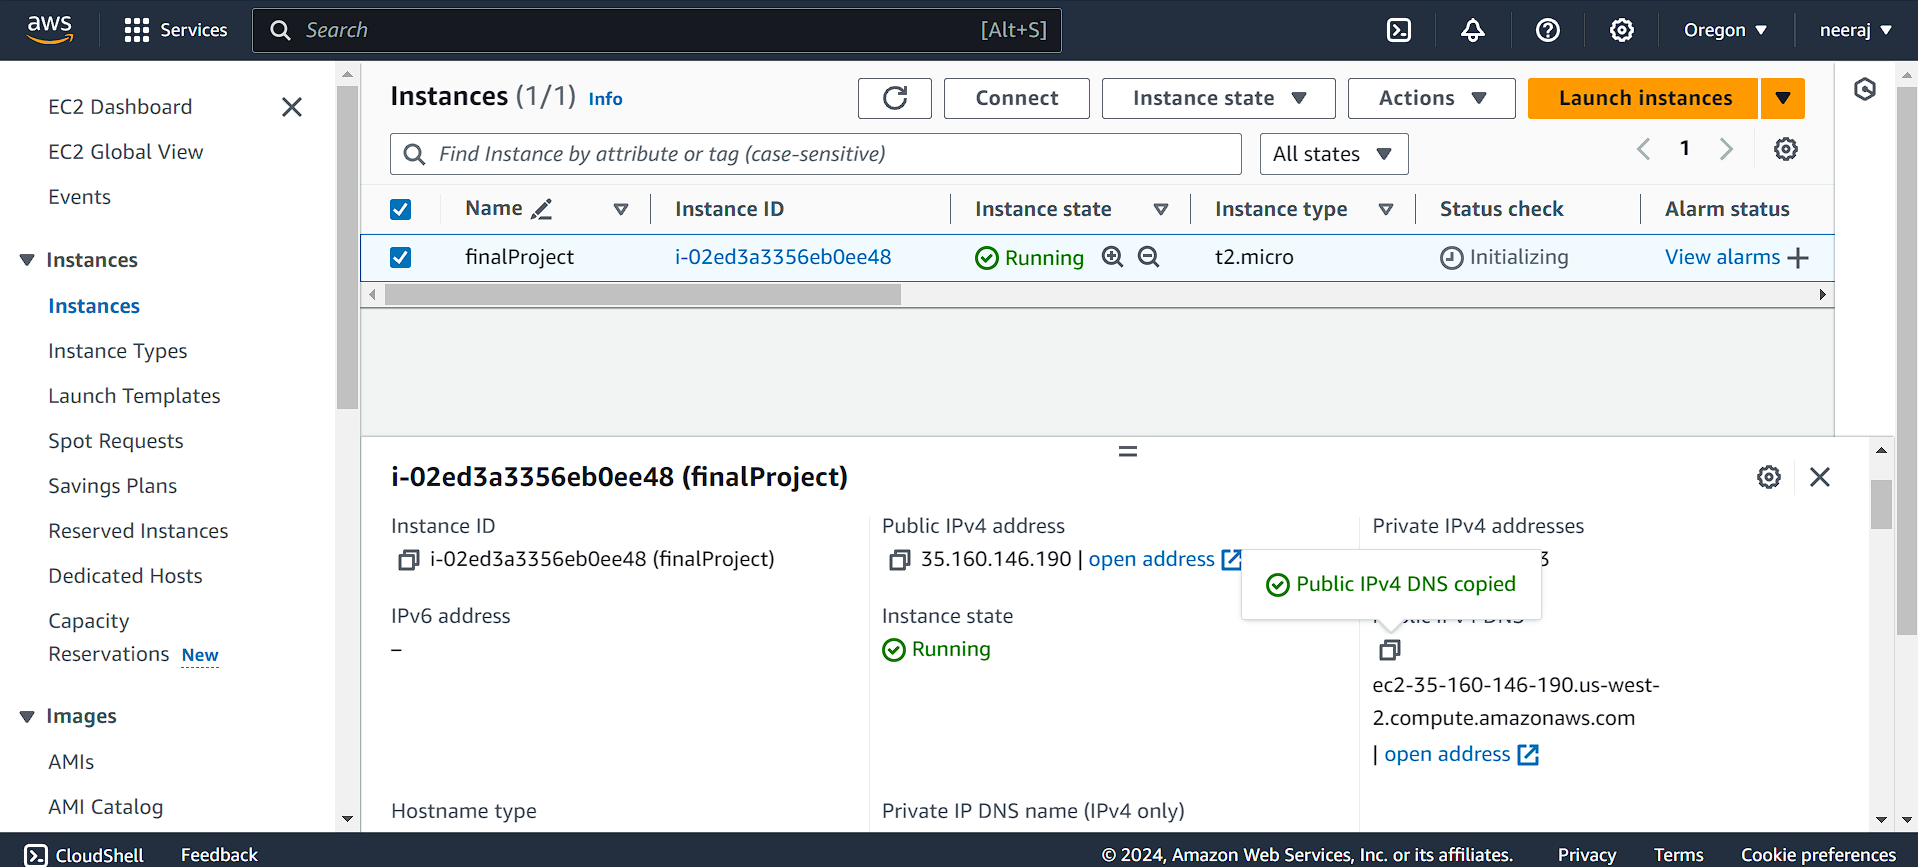 aws
Services
Search
[Alt+S]
Oregon
neeraj
EC2 Dashboard
EC2 Global View
Events
Instances
Instances
Instance Types
Launch Templates
Spot Requests
Savings Plans
Reserved Instances
Dedicated Hosts
Capacity
Reservations New
Images
AMIs
AMI Catalog
Instances (1/1) Info
Connect
Instance state
Actions
Launch instances
Find Instance by attribute or tag (case-sensitive)
All states
1
Name
Instance ID
Instance state
Instance type
Status check
Alarm status
finalProject
i-02ed3a3356eb0ee48
Running
t2.micro
Initializing
View alarms
i-02ed3a3356eb0ee48 (finalProject)
Instance ID
i-02ed3a3356eb0ee48 (finalProject)
Public IPv4 address
35.160.146.190 | open address
Private IPv4 addresses
3
Public IPv4 DNS copied
IPv6 address
–
Instance state
Running
Public IPv4 DNS
ec2-35-160-146-190.us-west-
2.compute.amazonaws.com
| open address
Hostname type
Private IP DNS name (IPv4 only)
CloudShell
Feedback
© 2024, Amazon Web Services, Inc. or its affiliates.
Privacy
Terms
Cookie preferences